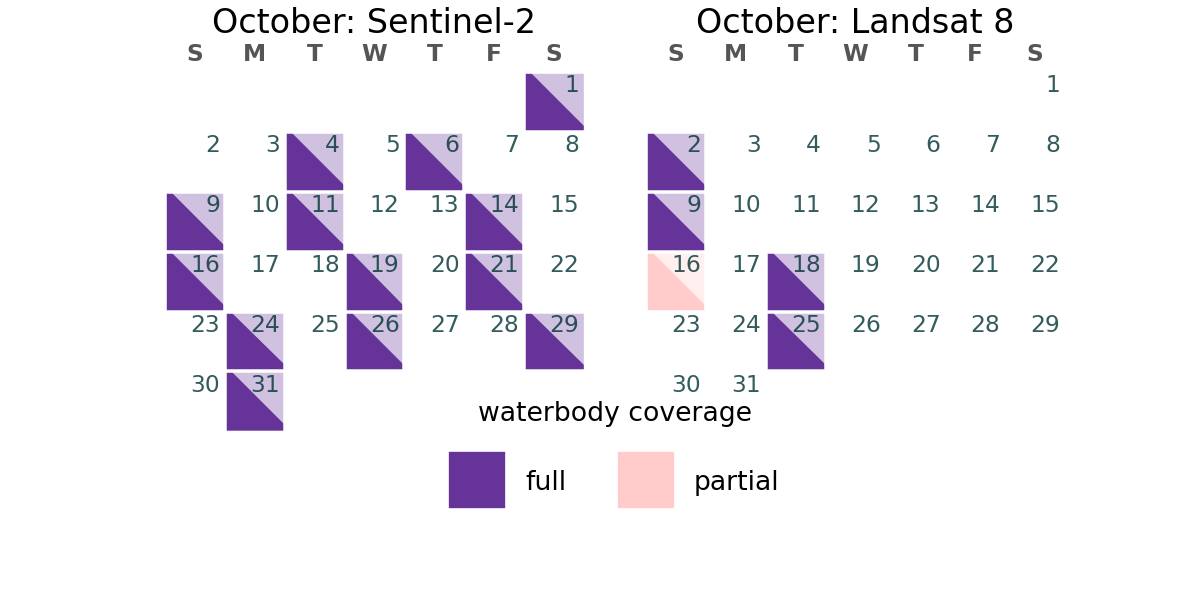 October: Sentinel-2
S M T W T F S
1
2 3 4 5 6 7 8
9 10 11 12 13 14 15
16 17 18 19 20 21 22
23 24 25 26 27 28 29
30 31
October: Landsat 8
S M T W T F S
1
2 3 4 5 6 7 8
9 10 11 12 13 14 15
16 17 18 19 20 21 22
23 24 25 26 27 28 29
30 31
waterbody coverage
full partial